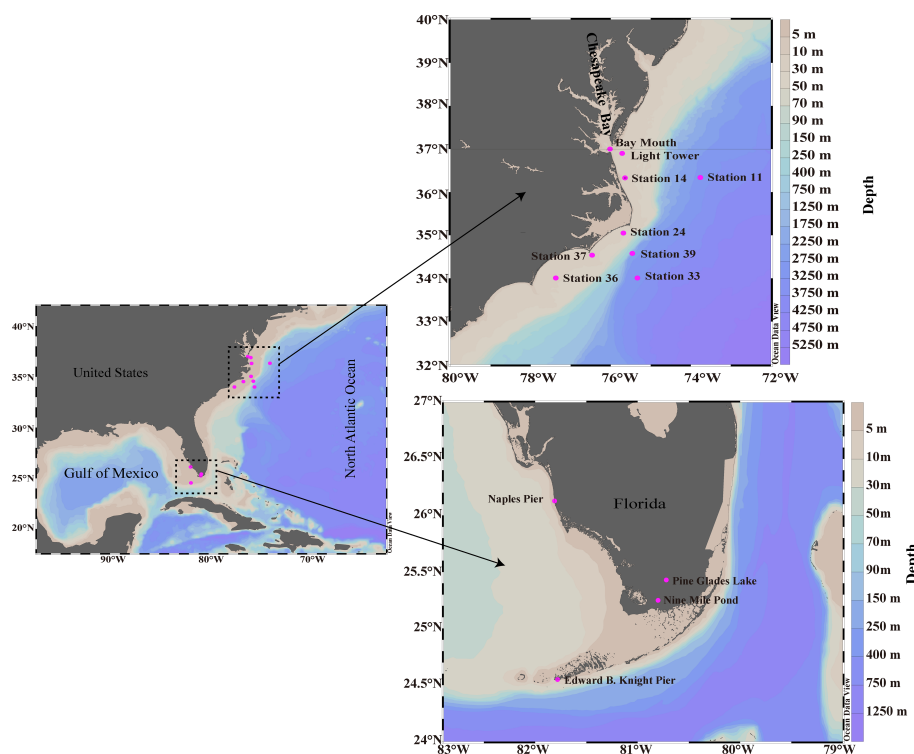 40°N
39°N
38°N
37°N
36°N
35°N
34°N
33°N
32°N
80°W
78°W
76°W
74°W
72°W
Chesapeake Bay
Bay Mouth
Light Tower
Station 14
Station 11
Station 24
Station 37
Station 39
Station 36
Station 33
Ocean Data View
5 m
10 m
30 m
50 m
70 m
90 m
150 m
250 m
400 m
750 m
1250 m
1750 m
2250 m
2750 m
3250 m
3750 m
4250 m
4750 m
5250 m
Depth
40°N
35°N
30°N
25°N
20°N
90°W
80°W
70°W
United States
Gulf of Mexico
North Atlantic Ocean
Ocean Data View
27°N
26.5°N
26°N
25.5°N
25°N
24.5°N
24°N
83°W
82°W
81°W
80°W
79°W
Naples Pier
Florida
Pine Glades Lake
Nine Mile Pond
Edward B. Knight Pier
Ocean Data View
5 m
10m
30m
50m
70m
90m
150 m
250 m
400 m
750 m
1250 m
Depth